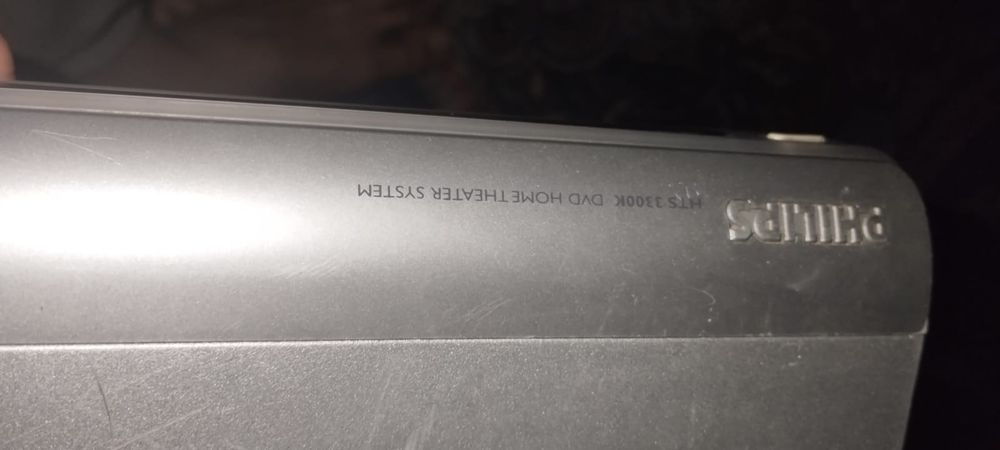 PHILIPS
HTS 3300K DVD HOME THEATER SYSTEM